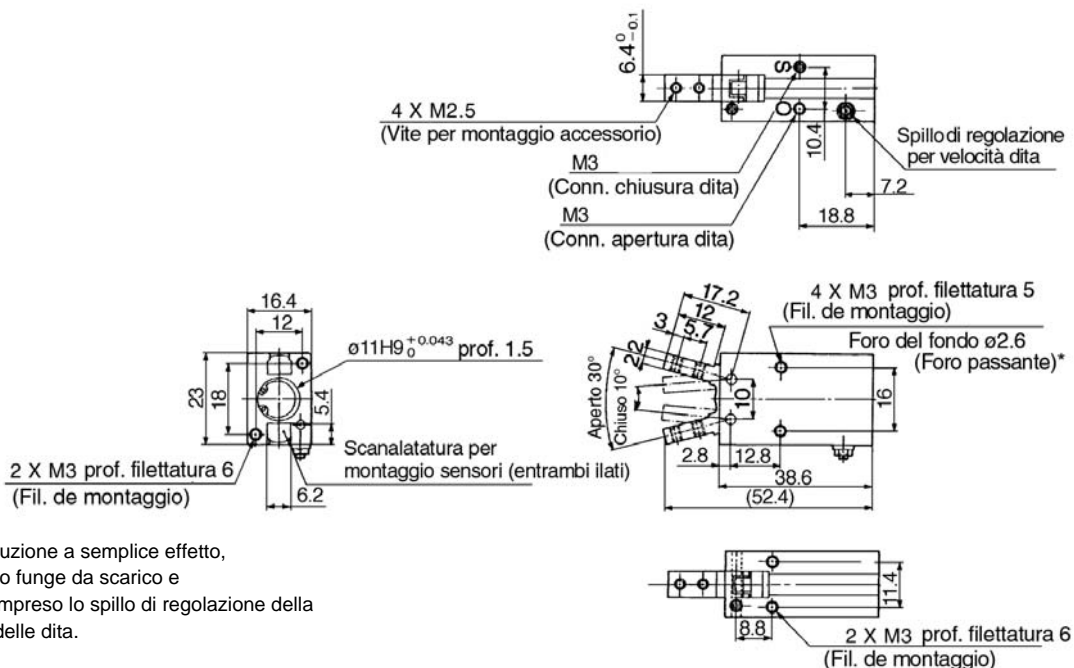 6.4 0 -0.1
S
4 X M2.5
(Vite per montaggio accessorio)
M3
(Conn. chiusura dita)
M3
(Conn. apertura dita)
10.4
Spillo di regolazione
per velocità dita
7.2
18.8
16.4
12
ø11H9 +0.043 0 prof. 1.5
23
18
5.4
2 X M3 prof. filettatura 6
(Fil. de montaggio)
Scanalatatura per
montaggio sensori (entrambi ilati)
6.2
17.2
12
3
5.7
2.2
4 X M3 prof. filettatura 5
(Fil. de montaggio)
Foro del fondo ø2.6
(Foro passante)*
Aperto 30°
Chiuso 10°
10
16
2.8
12.8
38.6
(52.4)
uzione a semplice effetto,
o funge da scarico e
mpreso lo spillo di regolazione della
delle dita.
11.4
8.8
2 X M3 prof. filettatura 6
(Fil. de montaggio)